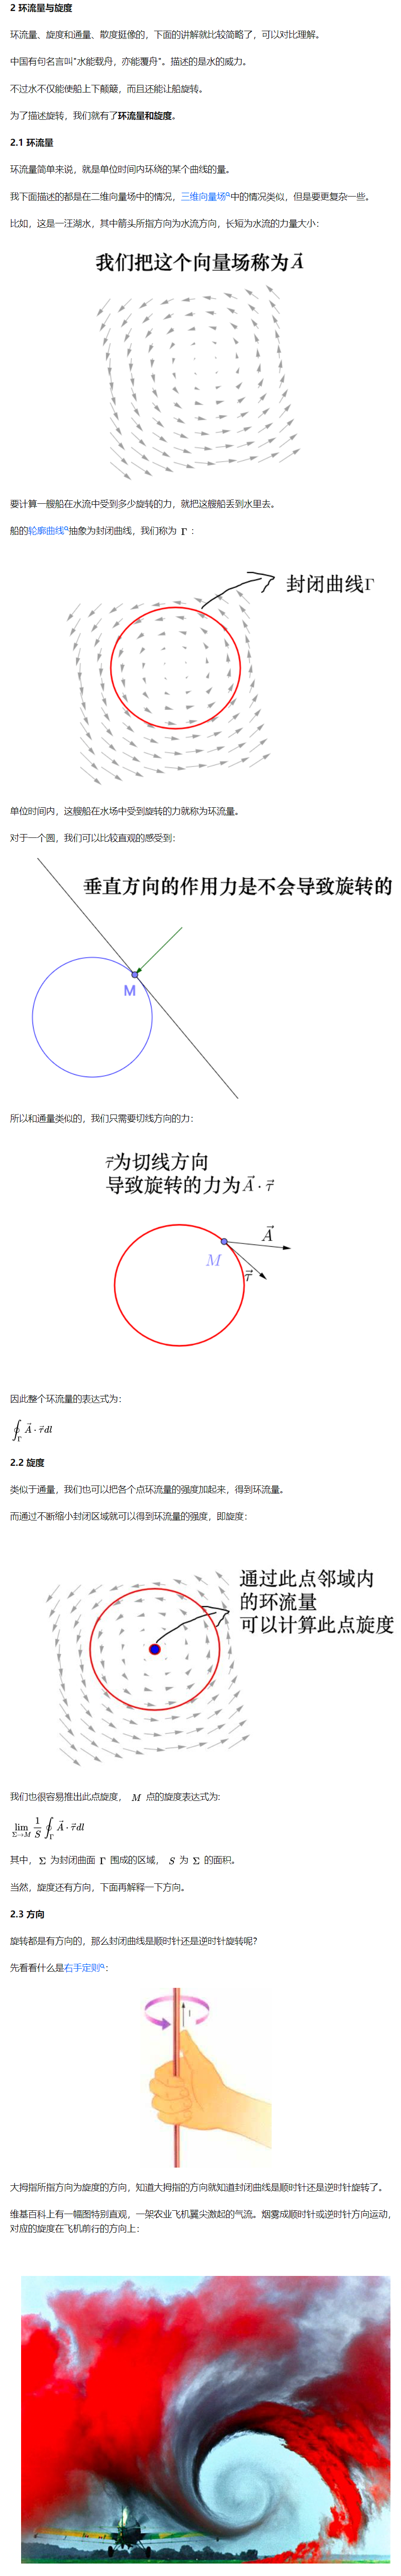 2 环流量与旋度
环流量、旋度和通量、散度挺像的，下面的讲解就比较简略了，可以对比理解。
中国有句名言叫“水能载舟，亦能覆舟”。描述的是水的威力。
不过水不仅能使船上下颠簸，而且还能让船旋转。
为了描述旋转，我们就有了环流量和旋度。
2.1 环流量
环流量简单来说，就是单位时间内环绕的某个曲线的量。
我下面描述的都是在二维向量场中的情况，三维向量场中的情况类似，但是要更复杂一些。
比如，这是一汪湖水，其中箭头所指方向为水流方向，长短为水流的力量大小：
我们把这个向量场称为 $\vec{A}$
要计算一艘船在水流中受到多少旋转的力，就把这艘船丢到水里去。
船的轮廓曲线抽象为封闭曲线，我们称为 Γ ：
封闭曲线Γ
单位时间内，这艘船在水场中受到旋转的力就称为环流量。
对于一个圆，我们可以比较直观的感受到：
垂直方向的作用力是不会导致旋转的
M
所以和通量类似的，我们只需要切线方向的力：
$\vec{\tau}$为切线方向
导致旋转的力为$\vec{A} \cdot \vec{\tau}$
$\vec{A}$
M
$\vec{\tau}$
因此整个环流量的表达式为：
$\oint_{\Gamma} \vec{A} \cdot \vec{\tau} dl$
2.2 旋度
类似于通量，我们也可以把各个点环流量的强度加起来，得到环流量。
而通过不断缩小封闭区域就可以得到环流量的强度，即旋度：
通过此点邻域内
的环流量
可以计算此点旋度
我们也很容易推出此点旋度， M 点的旋度表达式为:
$\lim_{\Sigma \to M} \frac{1}{S} \oint_{\Gamma} \vec{A} \cdot \vec{\tau} dl$
其中，Σ 为封闭曲面 Γ 围成的区域， S 为 Σ 的面积。
当然，旋度还有方向，下面再解释一下方向。
2.3 方向
旋转都是有方向的，那么封闭曲线是顺时针还是逆时针旋转呢？
先看看什么是右手定则：
I
大拇指所指方向为旋度的方向，知道大拇指的方向就知道封闭曲线是顺时针还是逆时针旋转了。
维基百科上有一幅图特别直观，一架农业飞机翼尖激起的气流。烟雾成顺时针或逆时针方向运动，
对应的旋度在飞机前行的方向上：